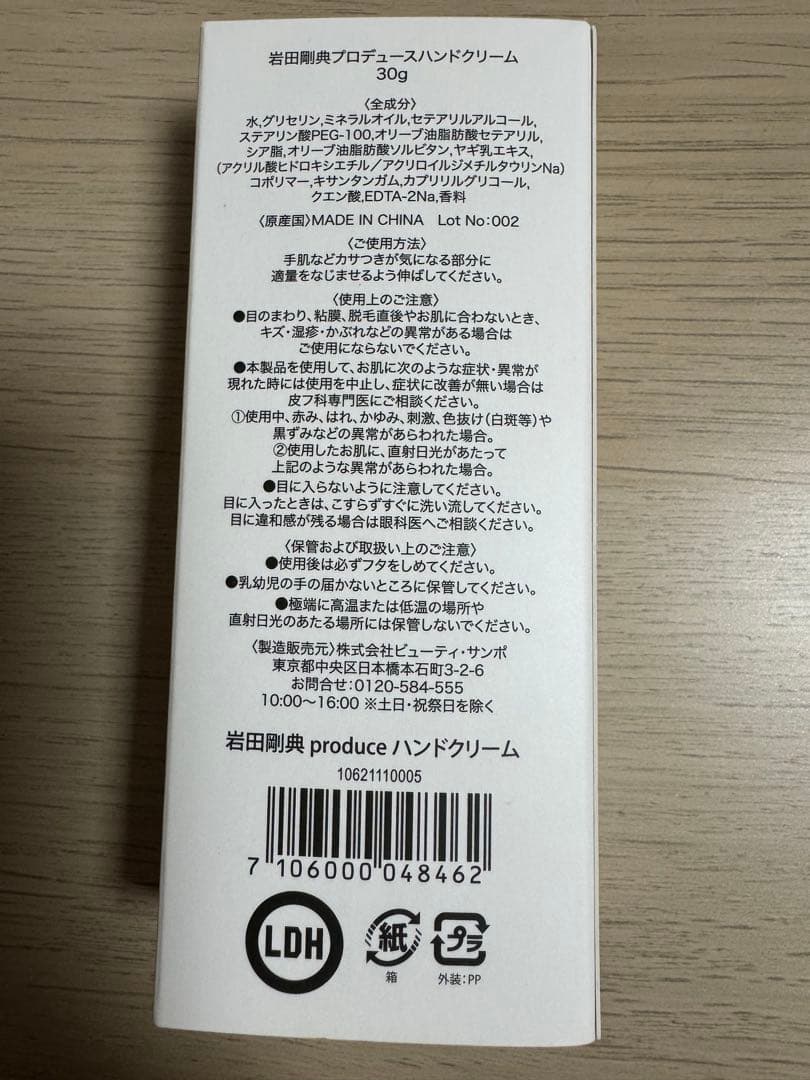 岩田剛典プロデュースハンドクリーム
30g
〈全成分〉
水,グリセリン,ミネラルオイル,セテアリルアルコール,
ステアリン酸PEG-100,オリーブ油脂肪酸セテアリル,
シア脂,オリーブ油脂肪酸ソルビタン,ヤギ乳エキス,
(アクリル酸ヒドロキシエチル/アクリロイルジメチルタウリンNa)
コポリマー,キサンタンガム,カプリリルグリコール,
クエン酸,EDTA-2Na,香料
〈原産国〉MADE IN CHINA Lot No:002
〈ご使用方法〉
手肌などカサつきが気になる部分に
適量をなじませるよう伸ばしてください。
〈使用上のご注意〉
●目のまわり、粘膜、脱毛直後やお肌に合わないとき、
キズ・湿疹・かぶれなどの異常がある場合は
ご使用にならないでください。
●本製品を使用して、お肌に次のような症状・異常が
現れた時には使用を中止し、症状に改善が無い場合は
皮フ科専門医にご相談ください。
①使用中、赤み、はれ、かゆみ、刺激、色抜け(白斑等)や
黒ずみなどの異常があらわれた場合。
②使用したお肌に、直射日光があたって
上記のような異常があらわれた場合。
●目に入らないように注意してください。
目に入ったときは、こすらずすぐに洗い流してください。
目に違和感が残る場合は眼科医へご相談ください。
〈保管および取扱い上のご注意〉
●使用後は必ずフタをしめてください。
●乳幼児の手の届かないところに保管してください。
●極端に高温または低温の場所や
直射日光のあたる場所には保管しないでください。
〈製造販売元〉株式会社ビューティ・サンポ
東京都中央区日本橋本石町3-2-6
お問合せ:0120-584-555
10:00〜16:00 ※土日・祝祭日を除く
岩田剛典 produce ハンドクリーム
10621110005
7 106000 048462
LDH
紙
箱
プラ
外装:PP